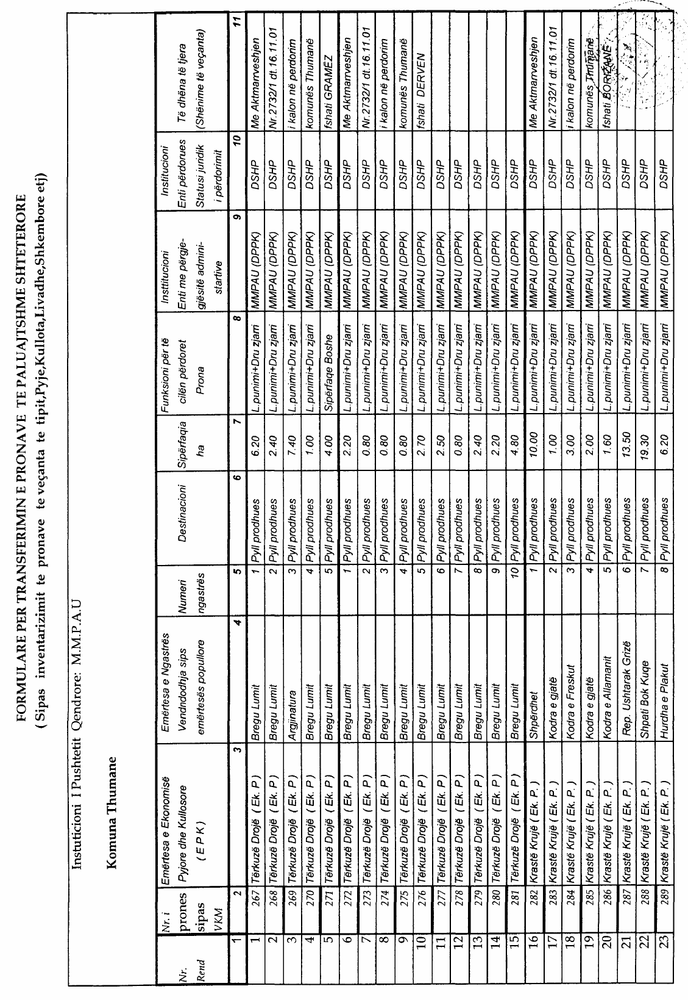 FORMULARE PER TRANSFERIMIN E PRONAVE TE PALUAJTSHME SHTETERORE
( Sipas inventarizimit te pronave te veçanta te tipit,Pyje,Kullota,Livadhe,Shkembore etj)
Instuticioni I Pushtetit Qendrore: M.M.P.A.U
Komuna Thumane
Nr. Rend | Nr. i prones sipas VKM | Emërtesa e Ekonomisë Pyjore dhe Kullosore ( E P K) | Emërtesa e Ngastrës Vendndodhja sips emërtesës popullore | Numeri ngastrës | Destinacioni | Sipërfaqia ha | Funksioni për të cilën përdoret Prona | Insttitucioni Enti me përgje- gjësitë admini- startive | Institucioni Enti përdorues Statusi juridik i përdorimit | Të dhëna të tjera (Shënime të veçanta)
1 | 2 | 3 | 4 | 5 | 6 | 7 | 8 | 9 | 10 | 11
1 | 267 | Tërkuzë Drojë ( Ek. P ) | Bregu Lumit | 1 | Pyll prodhues | 6.20 | L.punimi+Dru zjarri | MMPAU (DPPK) | DSHP | Me Aktmarrveshjen
2 | 268 | Tërkuzë Drojë ( Ek. P ) | Bregu Lumit | 2 | Pyll prodhues | 2.40 | L.punimi+Dru zjarri | MMPAU (DPPK) | DSHP | Nr.2732/1 dt.16.11.01
3 | 269 | Tërkuzë Drojë ( Ek. P ) | Argjinatura | 3 | Pyll prodhues | 7.40 | L.punimi+Dru zjarri | MMPAU (DPPK) | DSHP | i kalon në perdorim
4 | 270 | Tërkuzë Drojë ( Ek. P ) | Bregu Lumit | 4 | Pyll prodhues | 1.00 | L.punimi+Dru zjarri | MMPAU (DPPK) | DSHP | komunës Thumanë
5 | 271 | Tërkuzë Drojë ( Ek. P ) | Bregu Lumit | 5 | Pyll prodhues | 4.00 | Sipërfaqe Boshe | MMPAU (DPPK) | DSHP | fshati GRAMËZ
6 | 272 | Tërkuzë Drojë ( Ek. P ) | Bregu Lumit | 1 | Pyll prodhues | 2.20 | L.punimi+Dru zjarri | MMPAU (DPPK) | DSHP | Me Aktmarrveshjen
7 | 273 | Tërkuzë Drojë ( Ek. P ) | Bregu Lumit | 2 | Pyll prodhues | 0.80 | L.punimi+Dru zjarri | MMPAU (DPPK) | DSHP | Nr.2732/1 dt.16.11.01
8 | 274 | Tërkuzë Drojë ( Ek. P ) | Bregu Lumit | 3 | Pyll prodhues | 0.80 | L.punimi+Dru zjarri | MMPAU (DPPK) | DSHP | i kalon në perdorim
9 | 275 | Tërkuzë Drojë ( Ek. P ) | Bregu Lumit | 4 | Pyll prodhues | 0.80 | L.punimi+Dru zjarri | MMPAU (DPPK) | DSHP | komunës Thumanë
10 | 276 | Tërkuzë Drojë ( Ek. P ) | Bregu Lumit | 5 | Pyll prodhues | 2.70 | L.punimi+Dru zjarri | MMPAU (DPPK) | DSHP | fshati DERVEN
11 | 277 | Tërkuzë Drojë ( Ek. P ) | Bregu Lumit | 6 | Pyll prodhues | 2.50 | L.punimi+Dru zjarri | MMPAU (DPPK) | DSHP
12 | 278 | Tërkuzë Drojë ( Ek. P ) | Bregu Lumit | 7 | Pyll prodhues | 0.80 | L.punimi+Dru zjarri | MMPAU (DPPK) | DSHP
13 | 279 | Tërkuzë Drojë ( Ek. P ) | Bregu Lumit | 8 | Pyll prodhues | 2.40 | L.punimi+Dru zjarri | MMPAU (DPPK) | DSHP
14 | 280 | Tërkuzë Drojë ( Ek. P ) | Bregu Lumit | 9 | Pyll prodhues | 2.20 | L.punimi+Dru zjarri | MMPAU (DPPK) | DSHP
15 | 281 | Tërkuzë Drojë ( Ek. P ) | Bregu Lumit | 10 | Pyll prodhues | 4.80 | L.punimi+Dru zjarri | MMPAU (DPPK) | DSHP
16 | 282 | Krastë Krujë ( Ek. P. ) | Shpërdhet | 1 | Pyll prodhues | 10.00 | L.punimi+Dru zjarri | MMPAU (DPPK) | DSHP | Me Aktmarrveshjen
17 | 283 | Krastë Krujë ( Ek. P. ) | Kodra e gjatë | 2 | Pyll prodhues | 1.00 | L.punimi+Dru zjarri | MMPAU (DPPK) | DSHP | Nr.2732/1 dt.16.11.01
18 | 284 | Krastë Krujë ( Ek. P. ) | Kodra e Freskut | 3 | Pyll prodhues | 3.00 | L.punimi+Dru zjarri | MMPAU (DPPK) | DSHP | i kalon në perdorim
19 | 285 | Krastë Krujë ( Ek. P. ) | Kodra e gjatë | 4 | Pyll prodhues | 2.00 | L.punimi+Dru zjarri | MMPAU (DPPK) | DSHP | komunës Thumanë
20 | 286 | Krastë Krujë ( Ek. P. ) | Kodra e Allamanit | 5 | Pyll prodhues | 1.60 | L.punimi+Dru zjarri | MMPAU (DPPK) | DSHP | fshati BORIZANË
21 | 287 | Krastë Krujë ( Ek. P. ) | Rep. Ushtarak Grizë | 6 | Pyll prodhues | 13.50 | L.punimi+Dru zjarri | MMPAU (DPPK) | DSHP
22 | 288 | Krastë Krujë ( Ek. P. ) | Shpati Bok Kuqe | 7 | Pyll prodhues | 19.30 | L.punimi+Dru zjarri | MMPAU (DPPK) | DSHP
23 | 289 | Krastë Krujë ( Ek. P. ) | Hurdha e Plakut | 8 | Pyll prodhues | 6.20 | L.punimi+Dru zjarri | MMPAU (DPPK) | DSHP